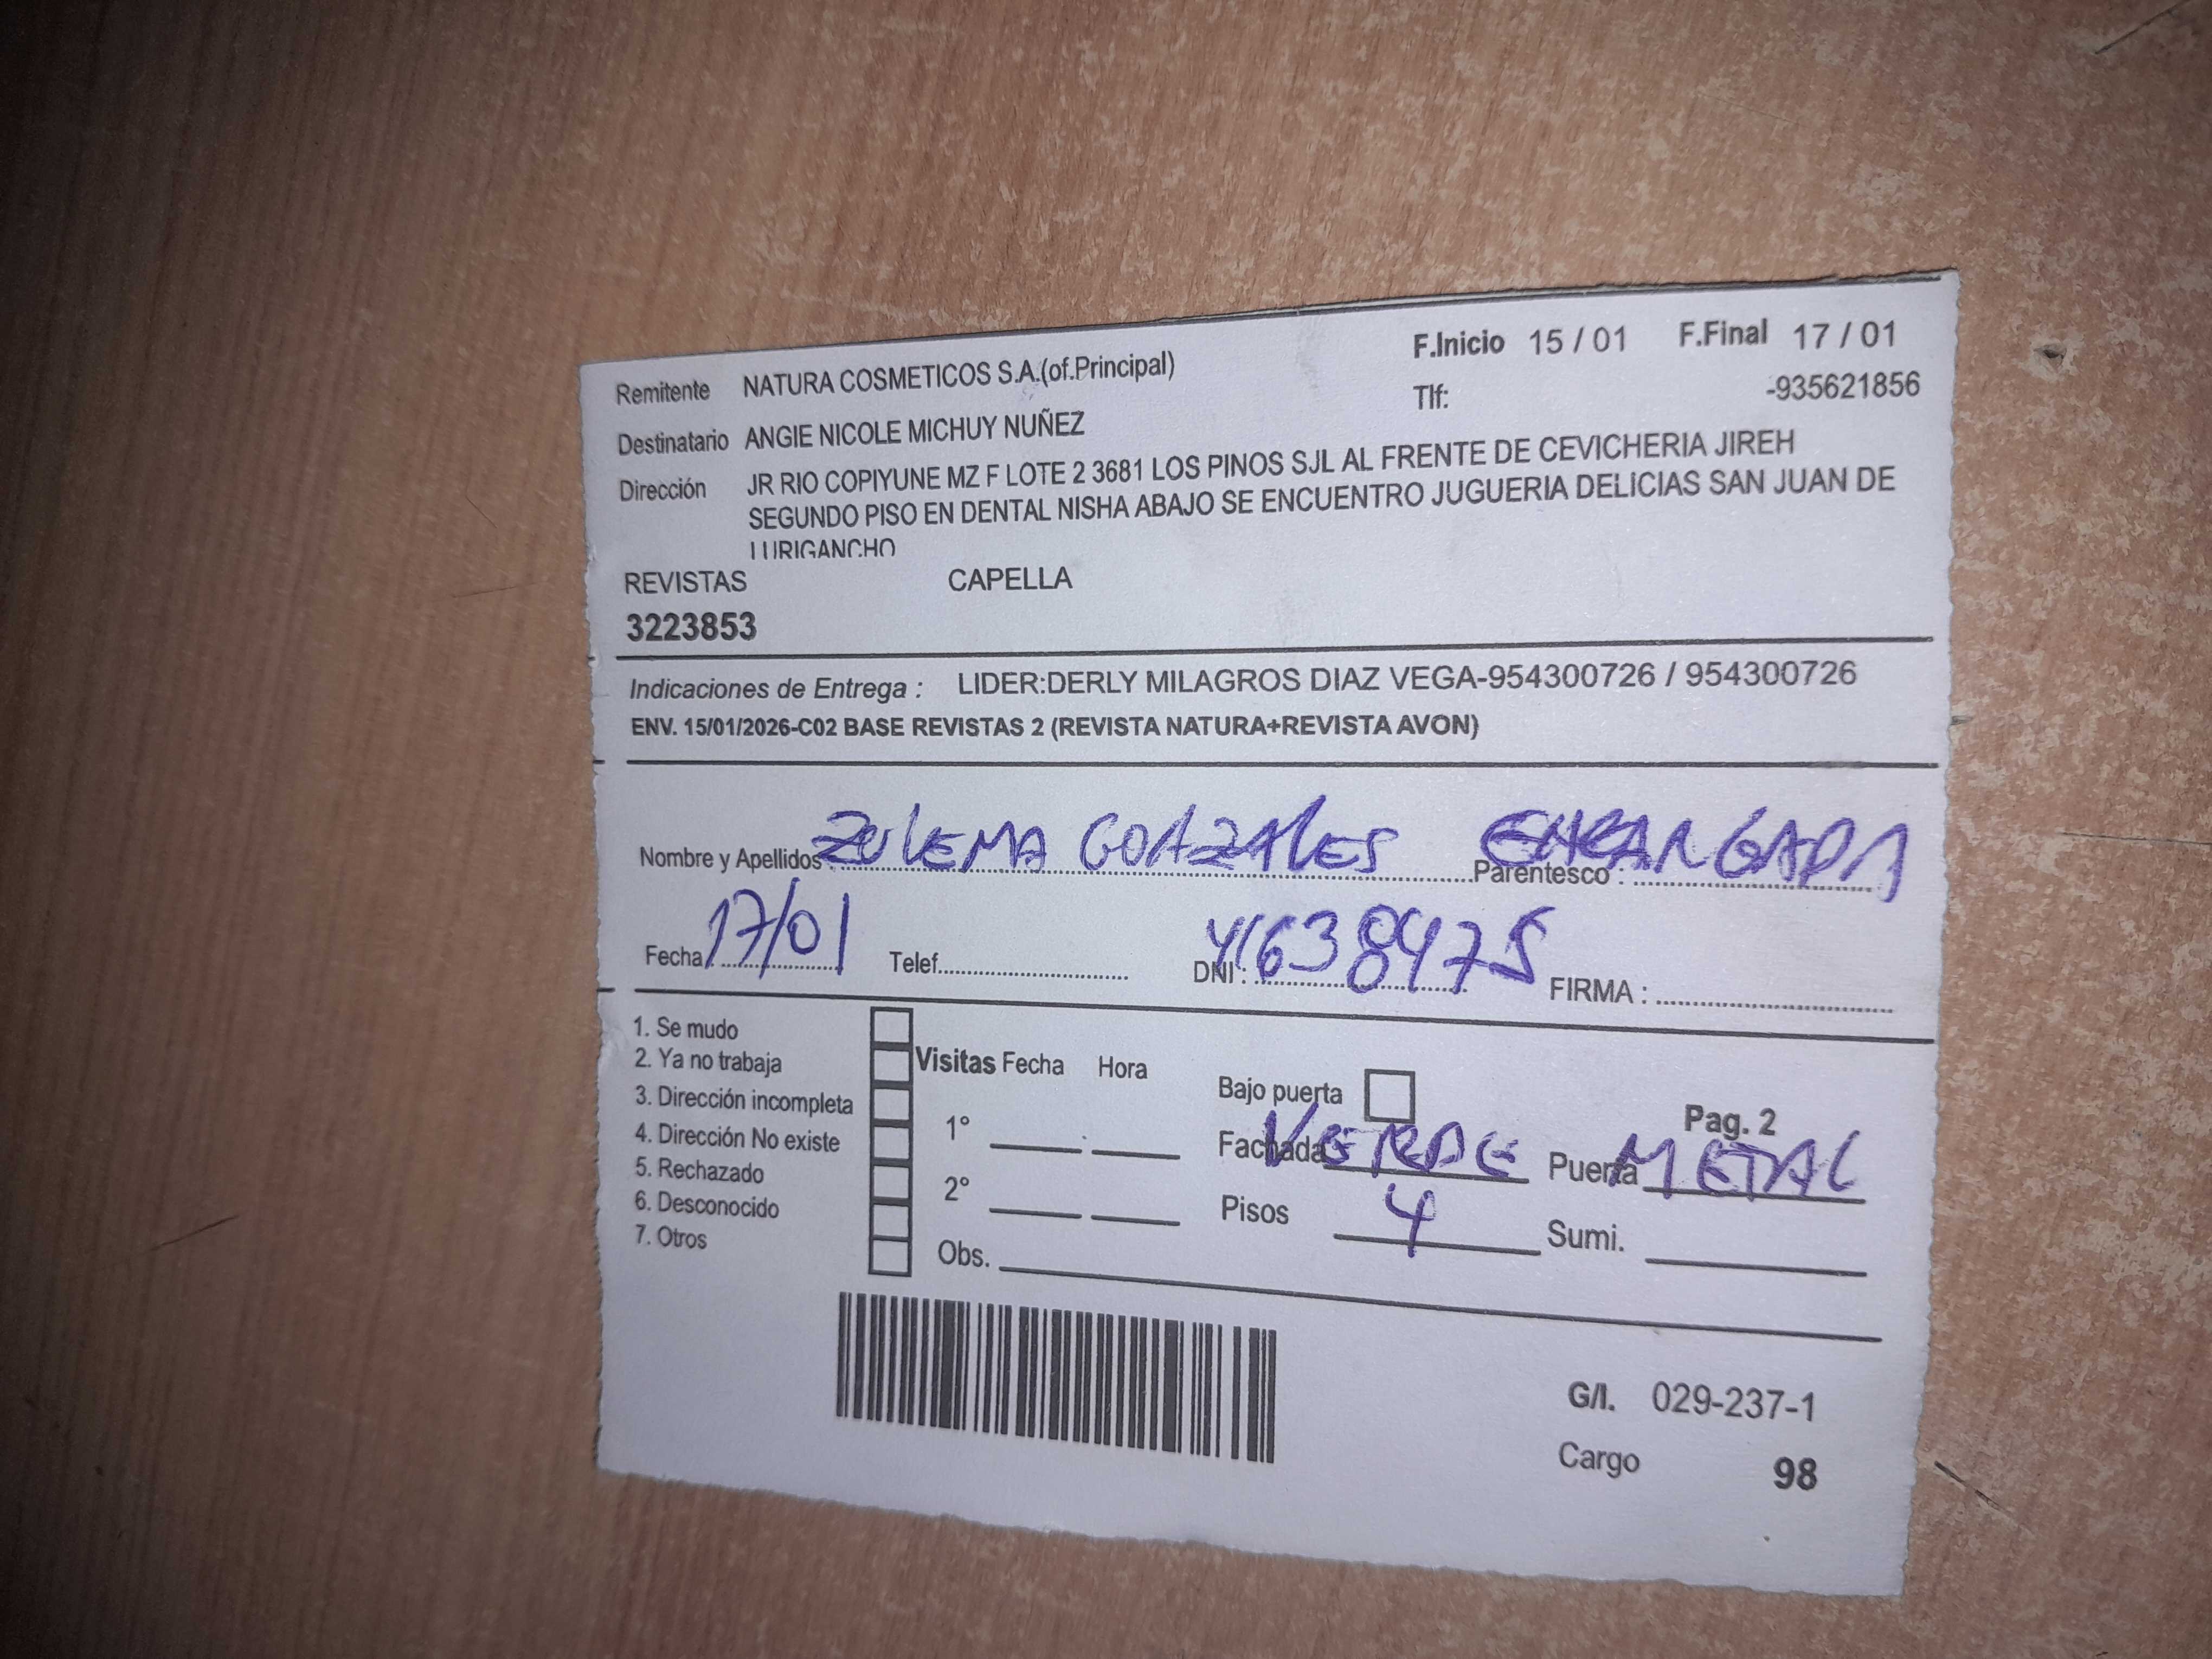 Remitente NATURA COSMETICOS S.A.(of.Principal) F.Inicio 15 / 01 F.Final 17 / 01
Tlf: -935621856
Destinatario ANGIE NICOLE MICHUY NUÑEZ
Dirección JR RIO COPIYUNE MZ F LOTE 2 3681 LOS PINOS SJL AL FRENTE DE CEVICHERIA JIREH
SEGUNDO PISO EN DENTAL NISHA ABAJO SE ENCUENTRO JUGUERIA DELICIAS SAN JUAN DE
LURIGANCHO
REVISTAS CAPELLA
3223853
Indicaciones de Entrega : LIDER:DERLY MILAGROS DIAZ VEGA-954300726 / 954300726
ENV. 15/01/2026-C02 BASE REVISTAS 2 (REVISTA NATURA+REVISTA AVON)
Nombre y Apellidos: ZULEMA GONZALES Parentesco : ENCARGADA
Fecha: 17/01 Telef. DNI : 41638475 FIRMA :
1. Se mudo
2. Ya no trabaja
3. Dirección incompleta
4. Dirección No existe
5. Rechazado
6. Desconocido
7. Otros
Visitas Fecha Hora
1°
2°
Obs.
Bajo puerta
Pag. 2
Fachada VERDE Puerta METAL
Pisos 4 Sumi.
G/I. 029-237-1
Cargo 98